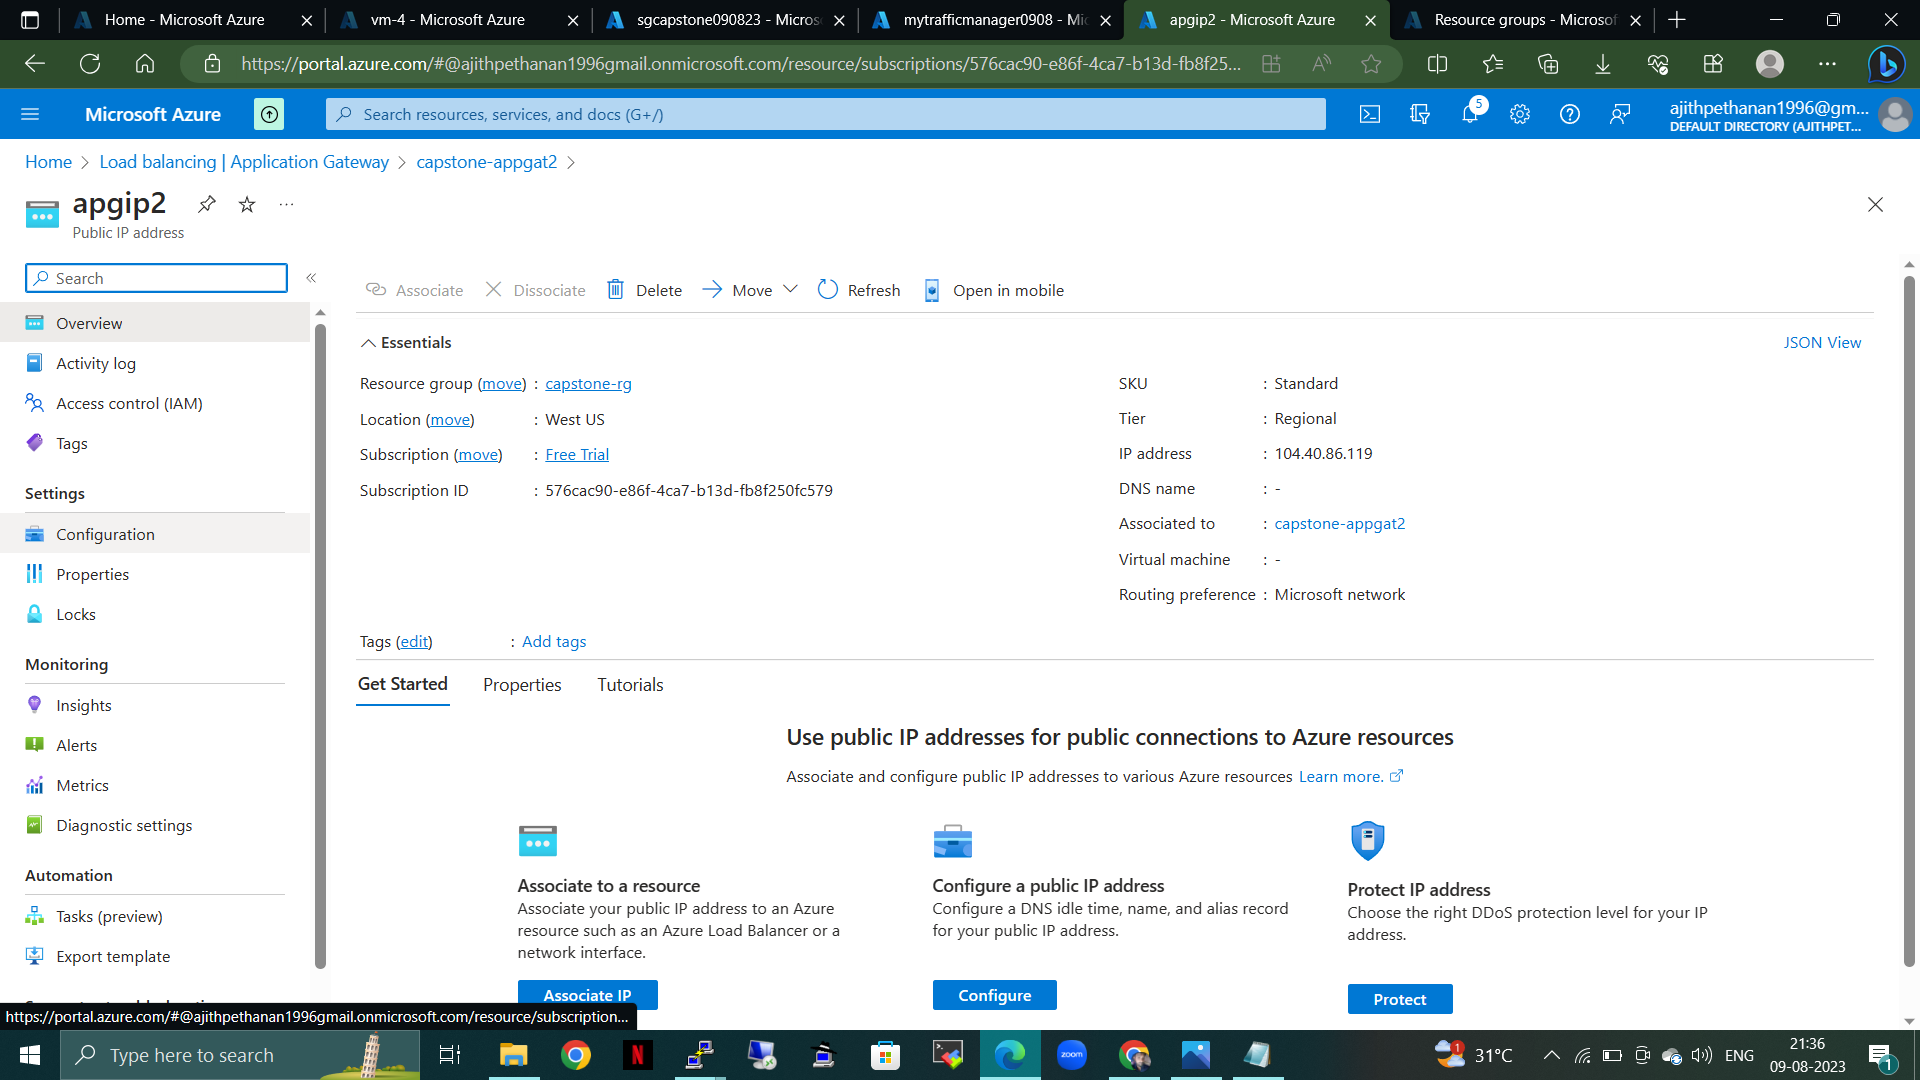 Home - Microsoft Azure
vm-4 - Microsoft Azure
sgcapstone090823 - Micros
mytrafficmanager0908 - Mic
apgip2 - Microsoft Azure
Resource groups - Microsof
https://portal.azure.com/#@ajithpethanan1996gmail.onmicrosoft.com/resource/subscriptions/576cac90-e86f-4ca7-b13d-fb8f25...
Microsoft Azure
Search resources, services, and docs (G+/)
5
ajithpethanan1996@gm...
DEFAULT DIRECTORY (AJITHPET...
Home > Load balancing | Application Gateway > capstone-appgat2 >
apgip2
Public IP address
Search
Overview
Activity log
Access control (IAM)
Tags
Settings
Configuration
Properties
Locks
Monitoring
Insights
Alerts
Metrics
Diagnostic settings
Automation
Tasks (preview)
Export template
Associate
Dissociate
Delete
Move
Refresh
Open in mobile
Essentials
JSON View
Resource group (move) : capstone-rg
Location (move) : West US
Subscription (move) : Free Trial
Subscription ID : 576cac90-e86f-4ca7-b13d-fb8f250fc579
SKU : Standard
Tier : Regional
IP address : 104.40.86.119
DNS name : -
Associated to : capstone-appgat2
Virtual machine : -
Routing preference : Microsoft network
Tags (edit) : Add tags
Get Started
Properties
Tutorials
Use public IP addresses for public connections to Azure resources
Associate and configure public IP addresses to various Azure resources Learn more.
Associate to a resource
Associate your public IP address to an Azure
resource such as an Azure Load Balancer or a
network interface.
Associate IP
Configure a public IP address
Configure a DNS idle time, name, and alias record
for your public IP address.
Configure
Protect IP address
Choose the right DDoS protection level for your IP
address.
Protect
https://portal.azure.com/#@ajithpethanan1996gmail.onmicrosoft.com/resource/subscription...
Type here to search
zoom
1
31°C
ENG
21:36
09-08-2023
1